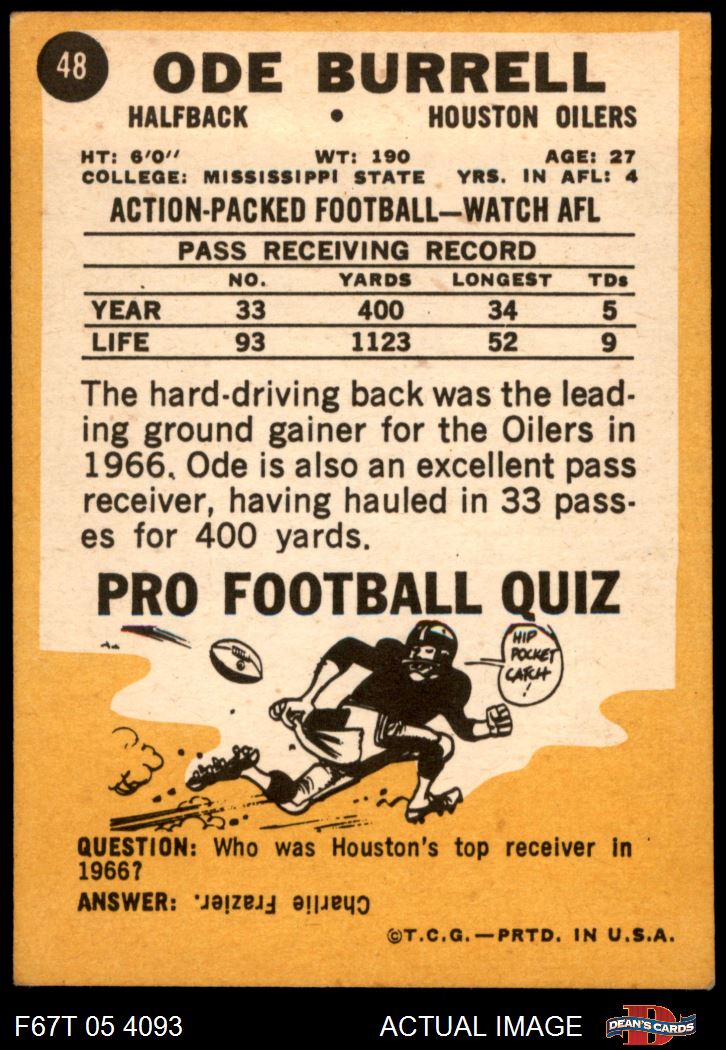 48
ODE BURRELL
HALFBACK • HOUSTON OILERS
HT: 6'0" WT: 190 AGE: 27
COLLEGE: MISSISSIPPI STATE YRS. IN AFL: 4
ACTION-PACKED FOOTBALL—WATCH AFL
PASS RECEIVING RECORD
NO. YARDS LONGEST TDs
YEAR 33 400 34 5
LIFE 93 1123 52 9
The hard-driving back was the lead-
ing ground gainer for the Oilers in
1966. Ode is also an excellent pass
receiver, having hauled in 33 pass-
es for 400 yards.
PRO FOOTBALL QUIZ
HIP
POCKET
CATCH
!
QUESTION: Who was Houston's top receiver in
1966?
ANSWER: Charlie Frazier.
©T.C.G.—PRTD. IN U.S.A.
F67T 05 4093 ACTUAL IMAGE D DEAN'S CARDS